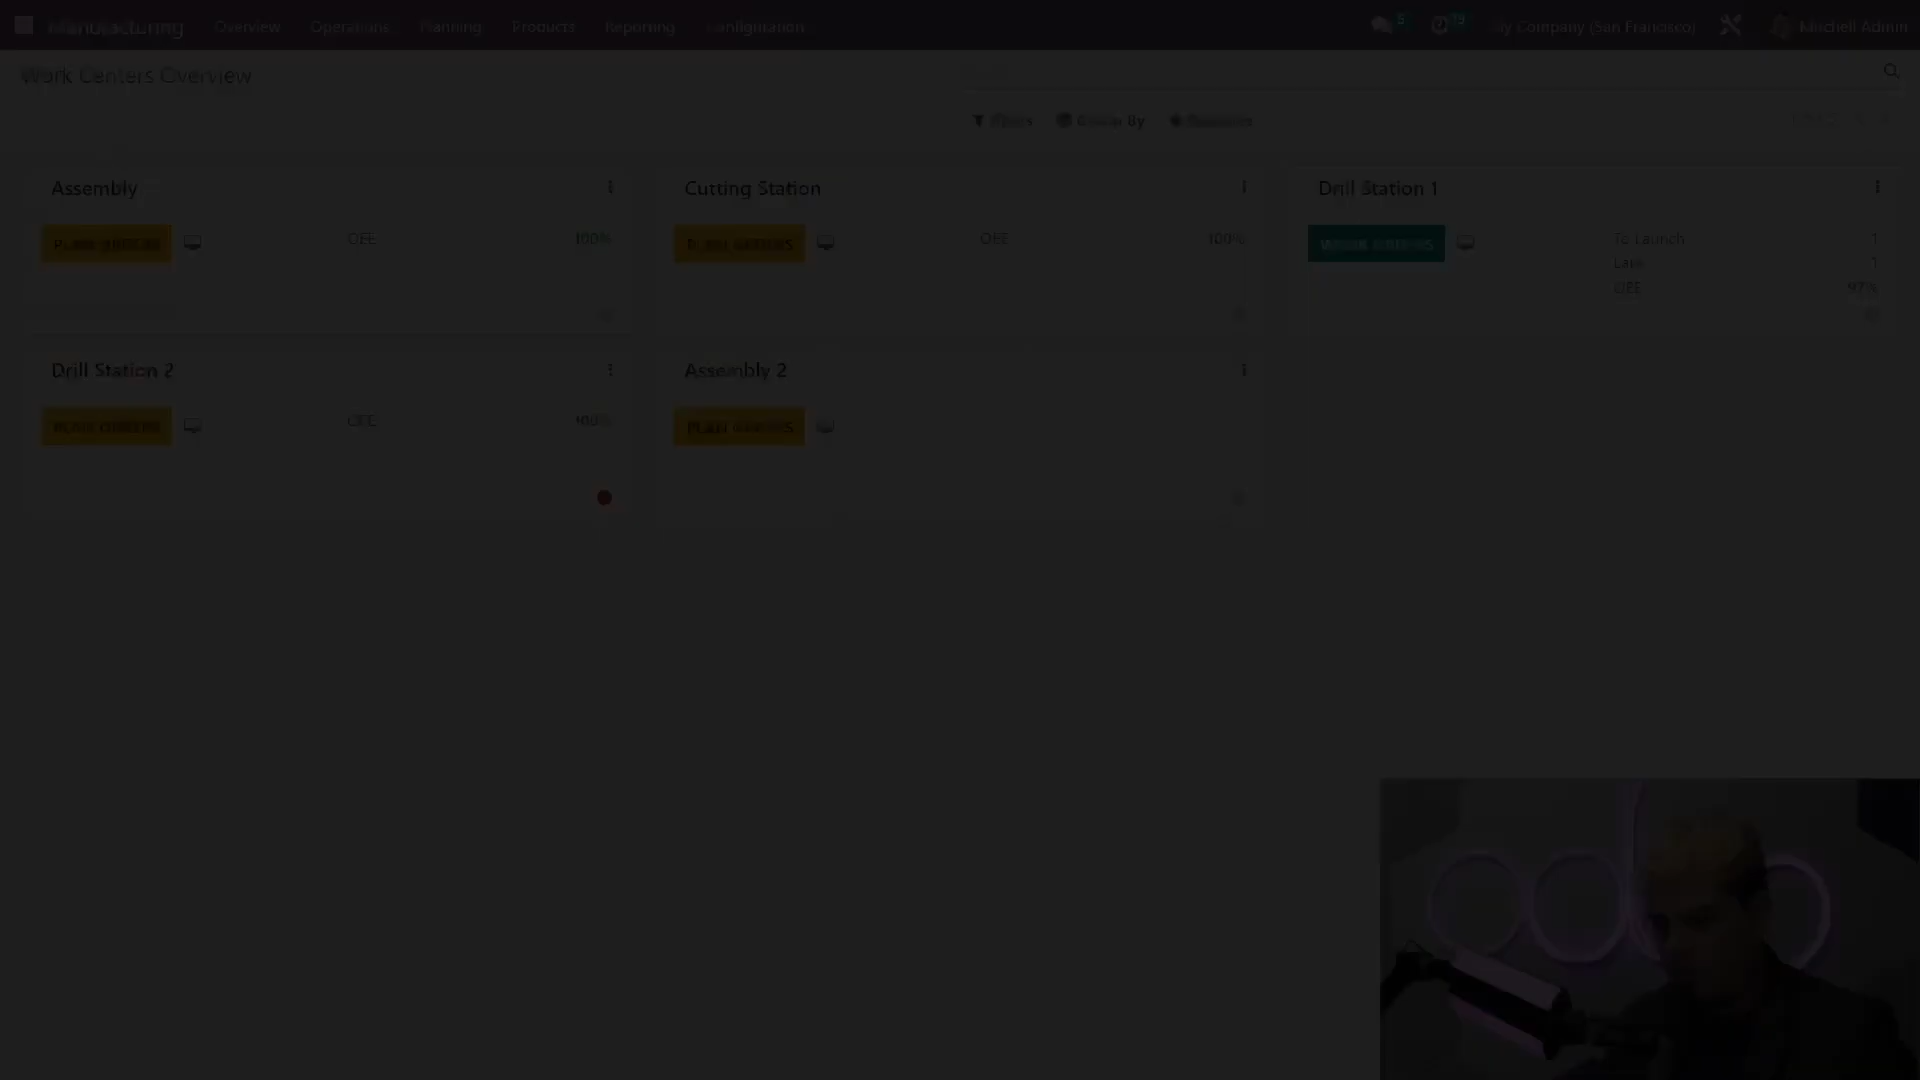 Manufacturing Overview Operations Planning Products Reporting Configuration 5 19 My Company (San Francisco) Mitchell Admin
Work Centers Overview
Filters Group By Favorites
Assembly Cutting Station Drill Station 1
PLAN ORDERS OEE 100% PLAN ORDERS OEE 100% WORK ORDERS To Launch 1
Late 1
OEE 97%
Drill Station 2 Assembly 2
PLAN ORDERS OEE 100% PLAN ORDERS